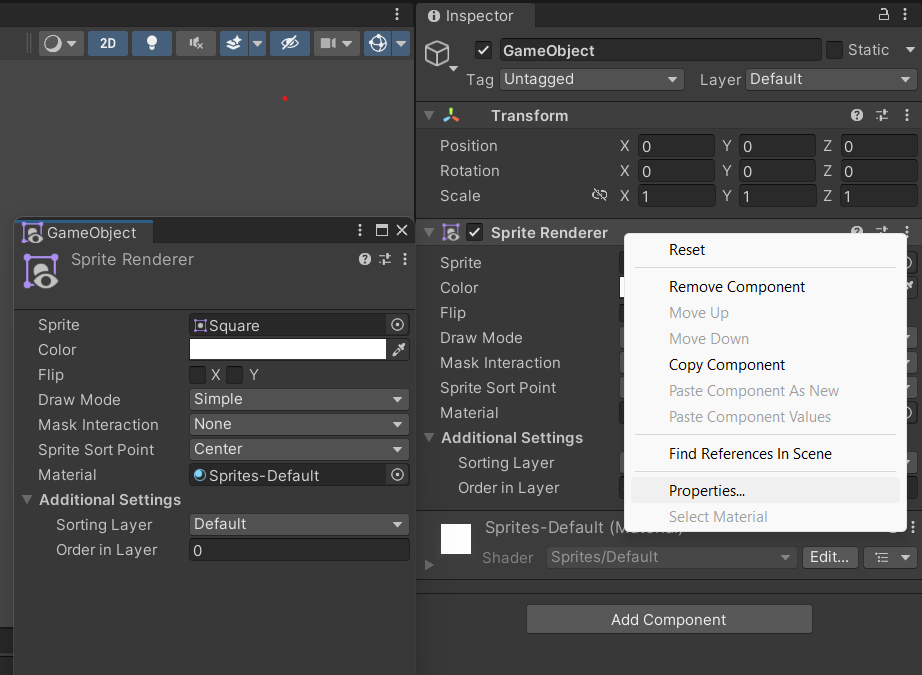 2D
Inspector
GameObject
Static
Tag Untagged Layer Default
Transform
Position X 0 Y 0 Z 0
Rotation X 0 Y 0 Z 0
Scale X 1 Y 1 Z 1
Sprite Renderer
Sprite
Color
Flip
Draw Mode
Mask Interaction
Sprite Sort Point
Material
Additional Settings
Sorting Layer
Order in Layer
Reset
Remove Component
Move Up
Move Down
Copy Component
Paste Component As New
Paste Component Values
Find References In Scene
Properties...
Select Material
Sprites-Default (Material)
Shader Sprites/Default Edit...
Add Component
GameObject
Sprite Renderer
Sprite Square
Color
Flip X Y
Draw Mode Simple
Mask Interaction None
Sprite Sort Point Center
Material Sprites-Default
Additional Settings
Sorting Layer Default
Order in Layer 0